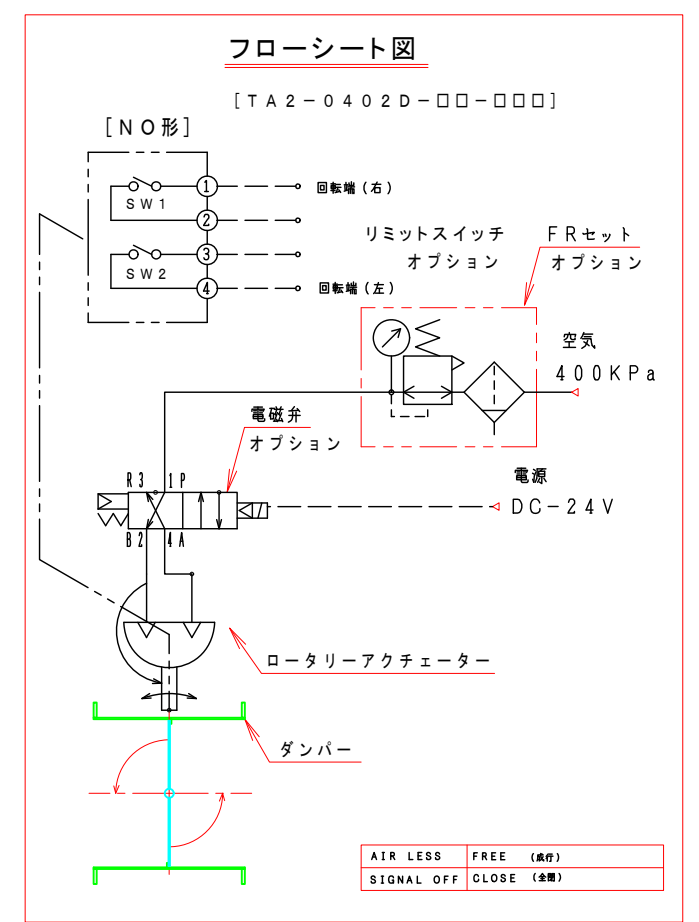 フローシート図
[TA2-0402D-□□-□□□]
[NO形]
1
回転端(右)
SW1
2
3
SW2
4
回転端(左)
リミットスイッチ
オプション
FRセット
オプション
空気
400KPa
電磁弁
オプション
電源
DC-24V
R3 1P
B2 4A
ロータリーアクチェーター
ダンパー
AIR LESS FREE (成行)
SIGNAL OFF CLOSE (全閉)